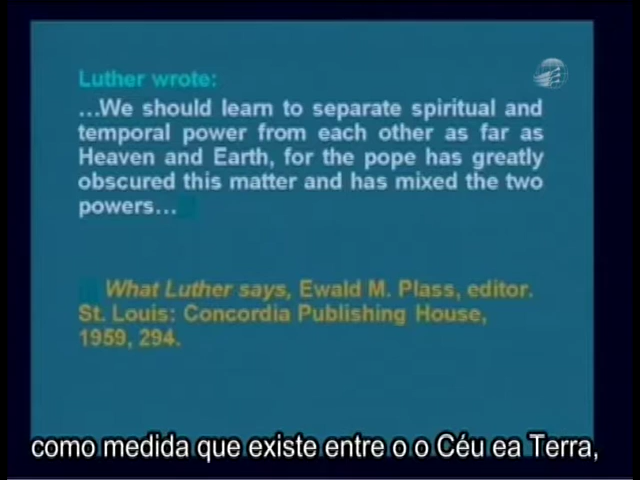 Luther wrote:
...We should learn to separate spiritual and
temporal power from each other as far as
Heaven and Earth, for the pope has greatly
obscured this matter and has mixed the two
powers...
What Luther says, Ewald M. Plass, editor.
St. Louis: Concordia Publishing House,
1959, 294.
como medida que existe entre o o Céu ea Terra,